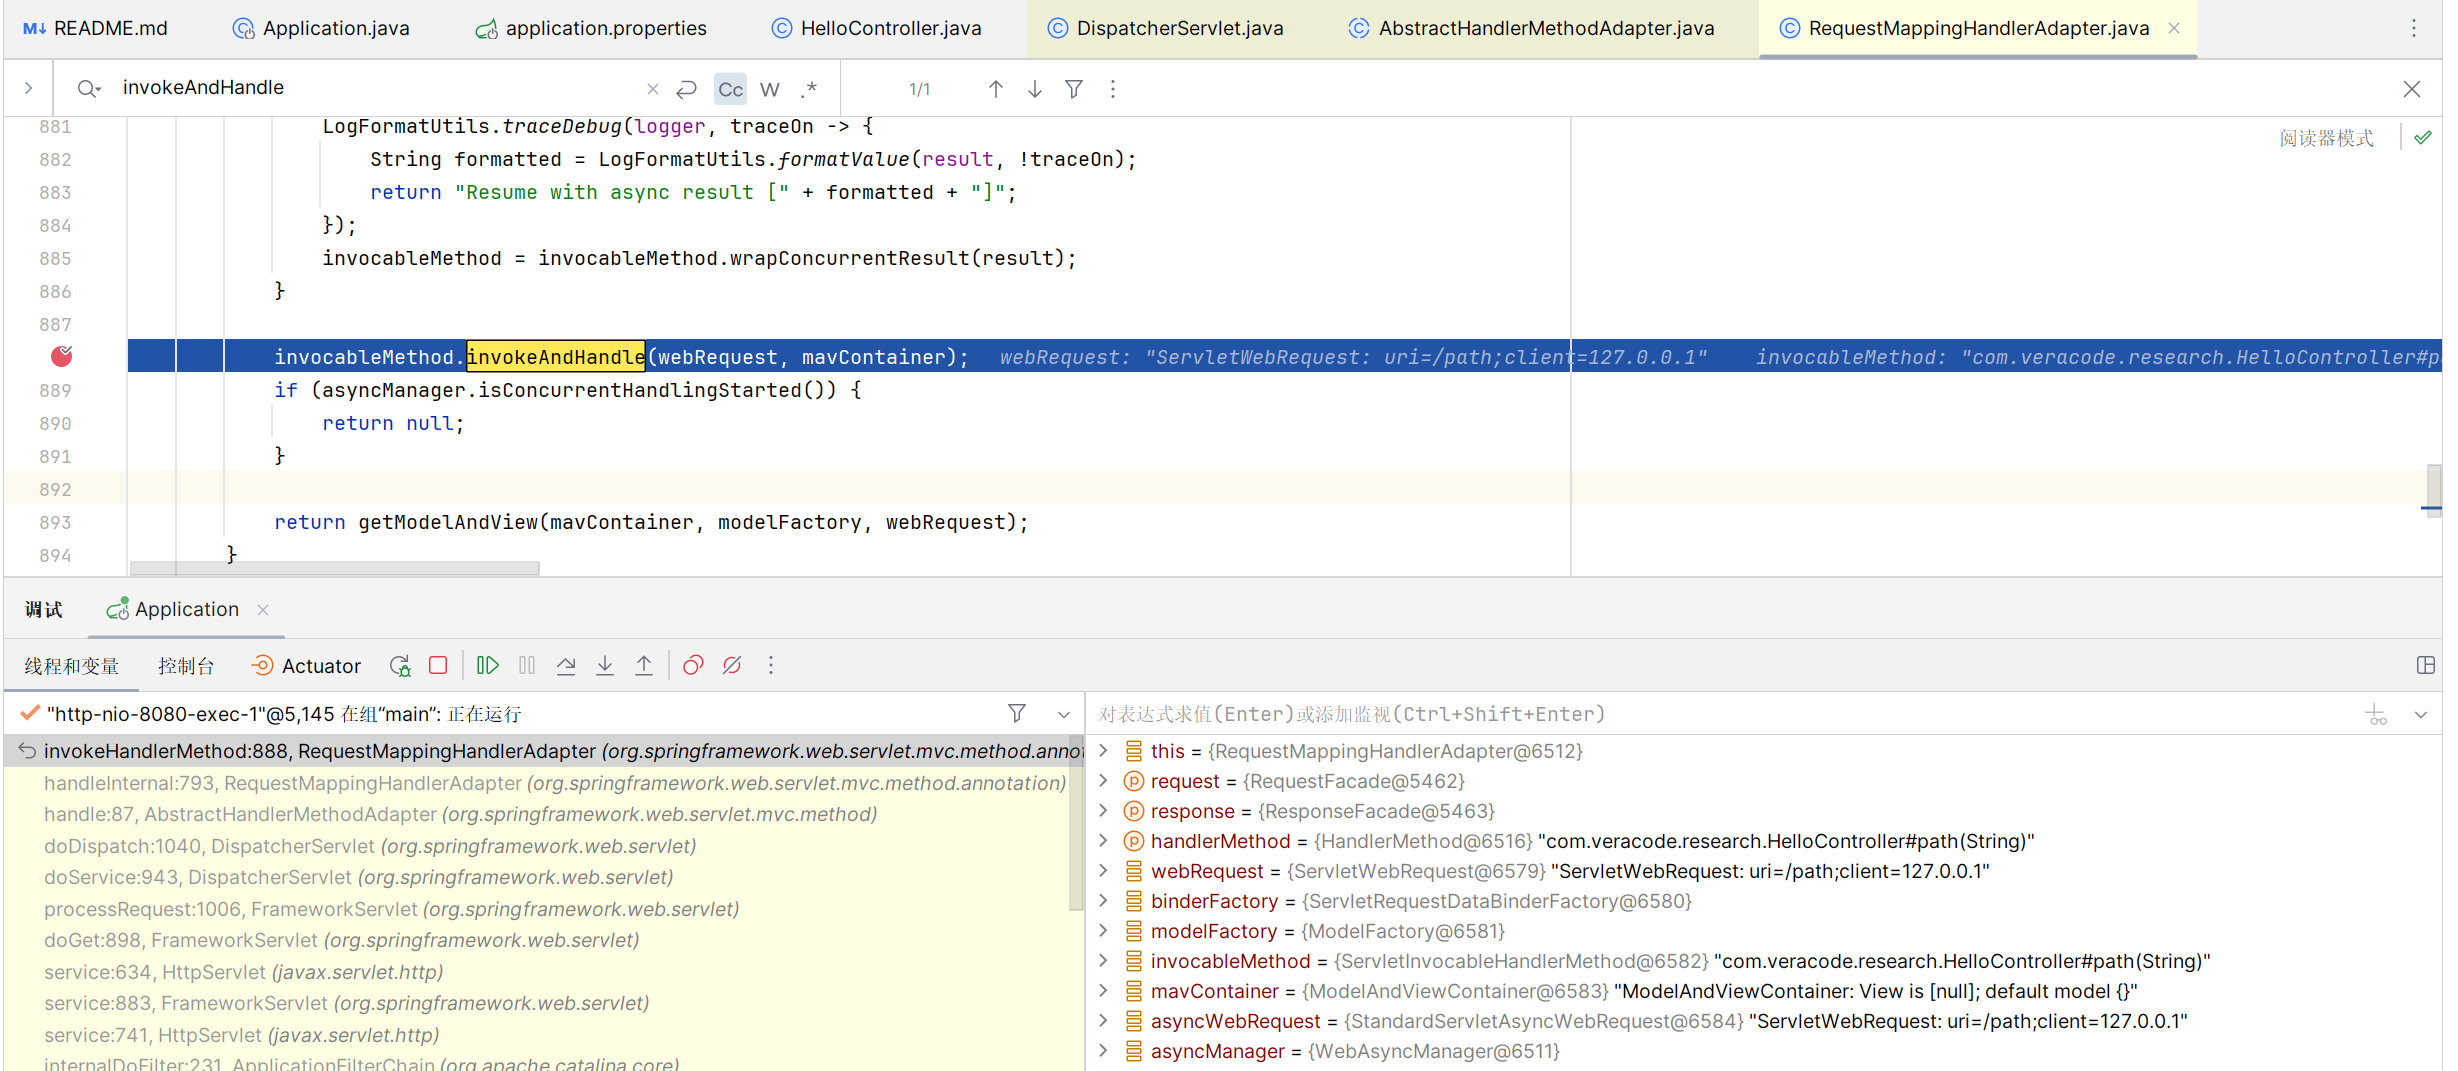 README.md Application.java application.properties HelloController.java DispatcherServlet.java AbstractHandlerMethodAdapter.java RequestMappingHandlerAdapter.java
invokeAndHandle Cc W .* 1/1
阅读器模式
881 LogFormatUtils.traceDebug(logger, traceOn -> {
882 String formatted = LogFormatUtils.formatValue(result, !traceOn);
883 return "Resume with async result [" + formatted + "]";
884 });
885 invocableMethod = invocableMethod.wrapConcurrentResult(result);
886 }
887
invocableMethod.invokeAndHandle(webRequest, mavContainer); webRequest: "ServletWebRequest: uri=/path;client=127.0.0.1" invocableMethod: "com.veracode.research.HelloController#p
889 if (asyncManager.isConcurrentHandlingStarted()) {
890 return null;
891 }
892
893 return getModelAndView(mavContainer, modelFactory, webRequest);
894 }
调试 Application
线程和变量 控制台 Actuator
"http-nio-8080-exec-1"@5,145 在组“main”: 正在运行
invokeHandlerMethod:888, RequestMappingHandlerAdapter (org.springframework.web.servlet.mvc.method.anno
handleInternal:793, RequestMappingHandlerAdapter (org.springframework.web.servlet.mvc.method.annotation)
handle:87, AbstractHandlerMethodAdapter (org.springframework.web.servlet.mvc.method)
doDispatch:1040, DispatcherServlet (org.springframework.web.servlet)
doService:943, DispatcherServlet (org.springframework.web.servlet)
processRequest:1006, FrameworkServlet (org.springframework.web.servlet)
doGet:898, FrameworkServlet (org.springframework.web.servlet)
service:634, HttpServlet (javax.servlet.http)
service:883, FrameworkServlet (org.springframework.web.servlet)
service:741, HttpServlet (javax.servlet.http)
internalDoFilter:231, ApplicationFilterChain (org.apache.catalina.core)
对表达式求值(Enter)或添加监视(Ctrl+Shift+Enter)
this = {RequestMappingHandlerAdapter@6512}
request = {RequestFacade@5462}
response = {ResponseFacade@5463}
handlerMethod = {HandlerMethod@6516} "com.veracode.research.HelloController#path(String)"
webRequest = {ServletWebRequest@6579} "ServletWebRequest: uri=/path;client=127.0.0.1"
binderFactory = {ServletRequestDataBinderFactory@6580}
modelFactory = {ModelFactory@6581}
invocableMethod = {ServletInvocableHandlerMethod@6582} "com.veracode.research.HelloController#path(String)"
mavContainer = {ModelAndViewContainer@6583} "ModelAndViewContainer: View is [null]; default model {}"
asyncWebRequest = {StandardServletAsyncWebRequest@6584} "ServletWebRequest: uri=/path;client=127.0.0.1"
asyncManager = {WebAsyncManager@6511}